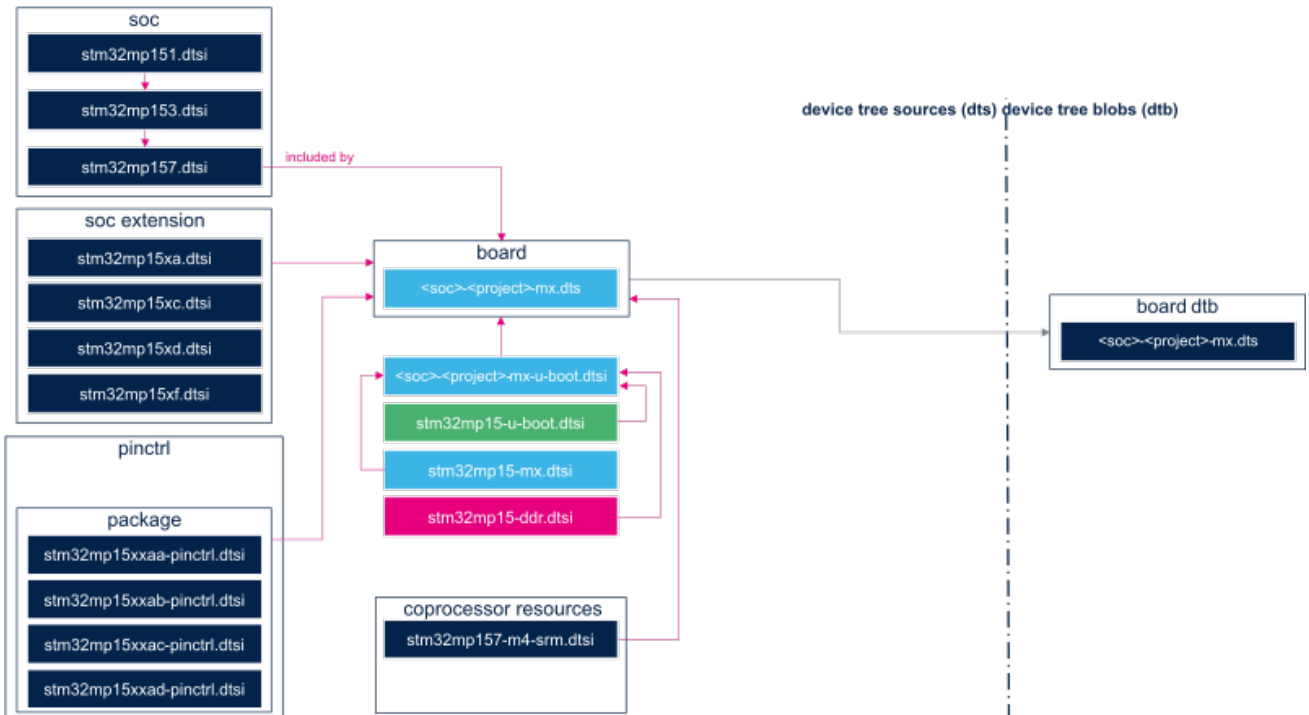 soc
stm32mp151.dtsi
stm32mp153.dtsi
stm32mp157.dtsi
included by
device tree sources (dts) device tree blobs (dtb)
soc extension
stm32mp15xa.dtsi
stm32mp15xc.dtsi
stm32mp15xd.dtsi
stm32mp15xf.dtsi
board
<soc>-<project>-mx.dts
board dtb
<soc>-<project>-mx.dts
<soc>-<project>-mx-u-boot.dtsi
stm32mp15-u-boot.dtsi
stm32mp15-mx.dtsi
stm32mp15-ddr.dtsi
pinctrl
package
stm32mp15xxaa-pinctrl.dtsi
stm32mp15xxab-pinctrl.dtsi
stm32mp15xxac-pinctrl.dtsi
stm32mp15xxad-pinctrl.dtsi
coprocessor resources
stm32mp157-m4-srm.dtsi